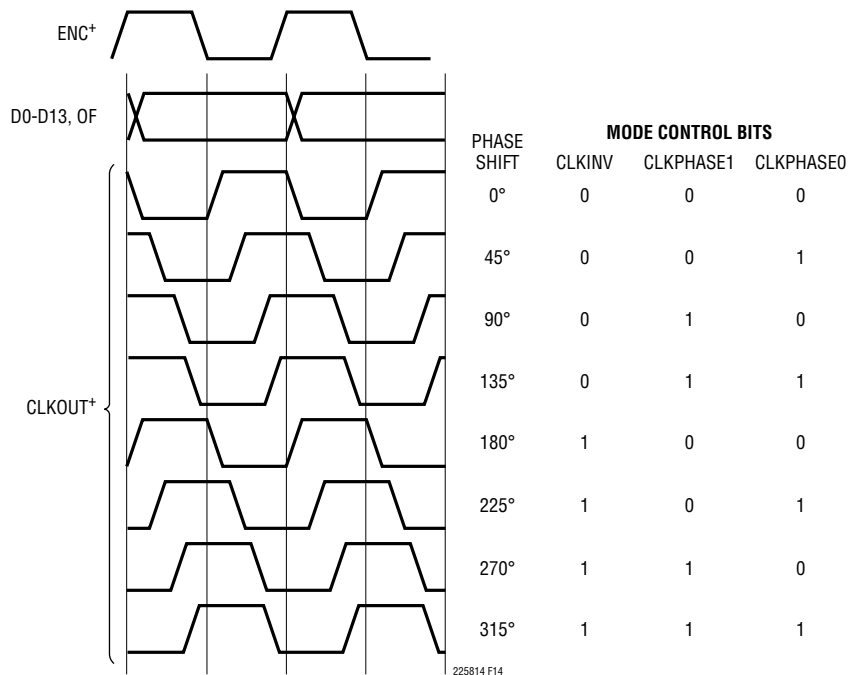 ENC+
D0-D13, OF
CLKOUT+
MODE CONTROL BITS
PHASE SHIFT CLKINV CLKPHASE1 CLKPHASE0
0° 0 0 0
45° 0 0 1
90° 0 1 0
135° 0 1 1
180° 1 0 0
225° 1 0 1
270° 1 1 0
315° 1 1 1
225814 F14